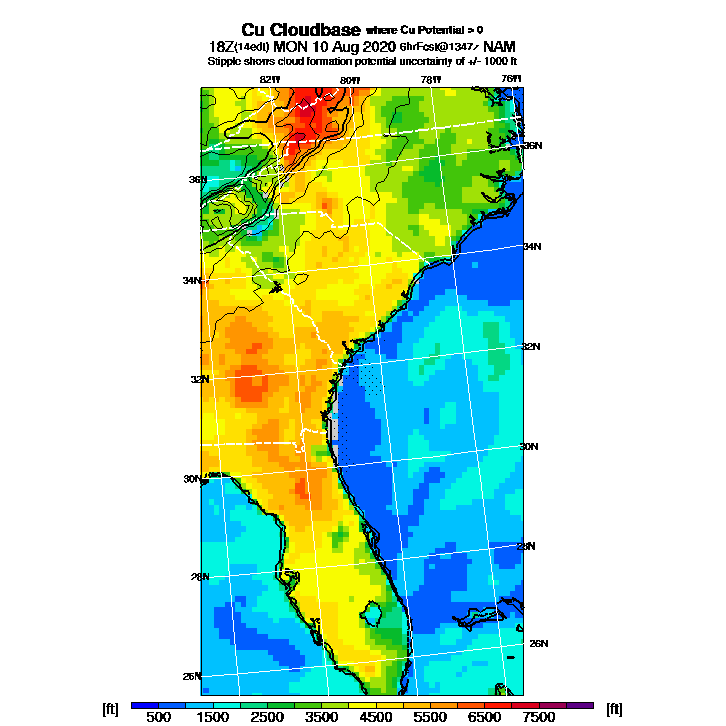 Cu Cloudbase where Cu Potential > 0
18Z(14edt) MON 10 Aug 2020 6hrFcst@1347z NAM
Stipple shows cloud formation potential uncertainty of +/- 1000 ft
82W 80W 78W 76W
36N
36N
34N
34N
32N
32N
30N
30N
28N
28N
26N
26N
[ft] 500 1500 2500 3500 4500 5500 6500 7500 [ft]